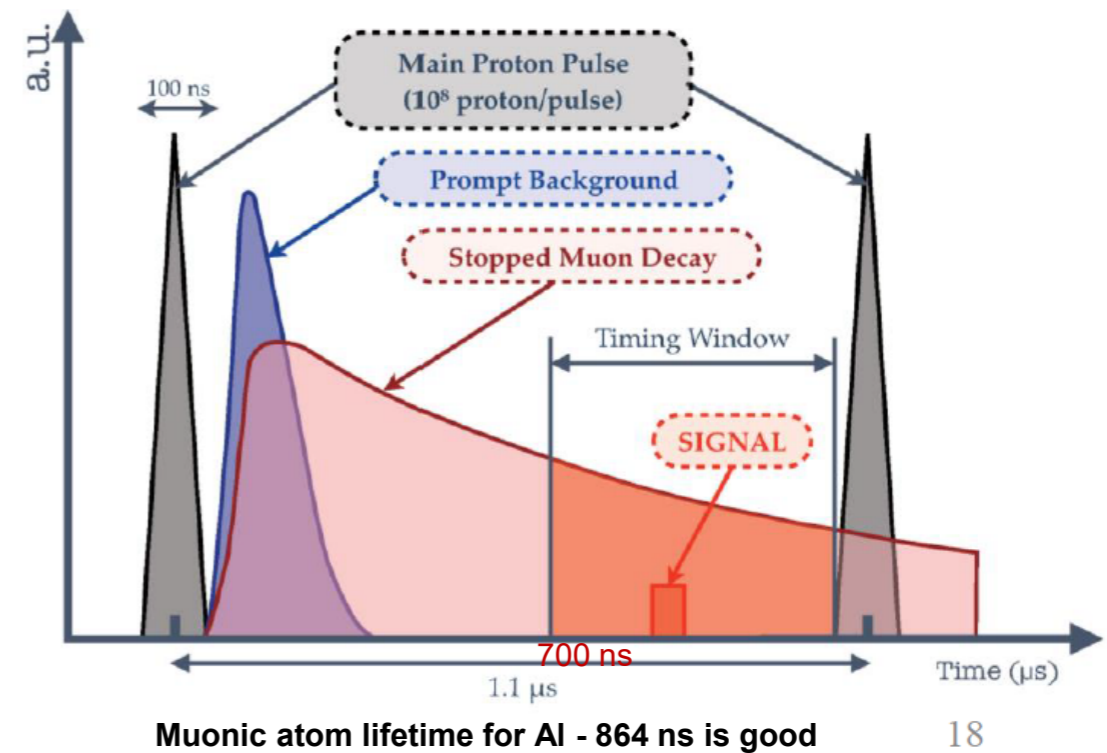 a.u.
100 ns
Main Proton Pulse
(10⁸ proton/pulse)
Prompt Background
Stopped Muon Decay
Timing Window
SIGNAL
700 ns
1.1 µs
Time (µs)
Muonic atom lifetime for Al - 864 ns is good
18